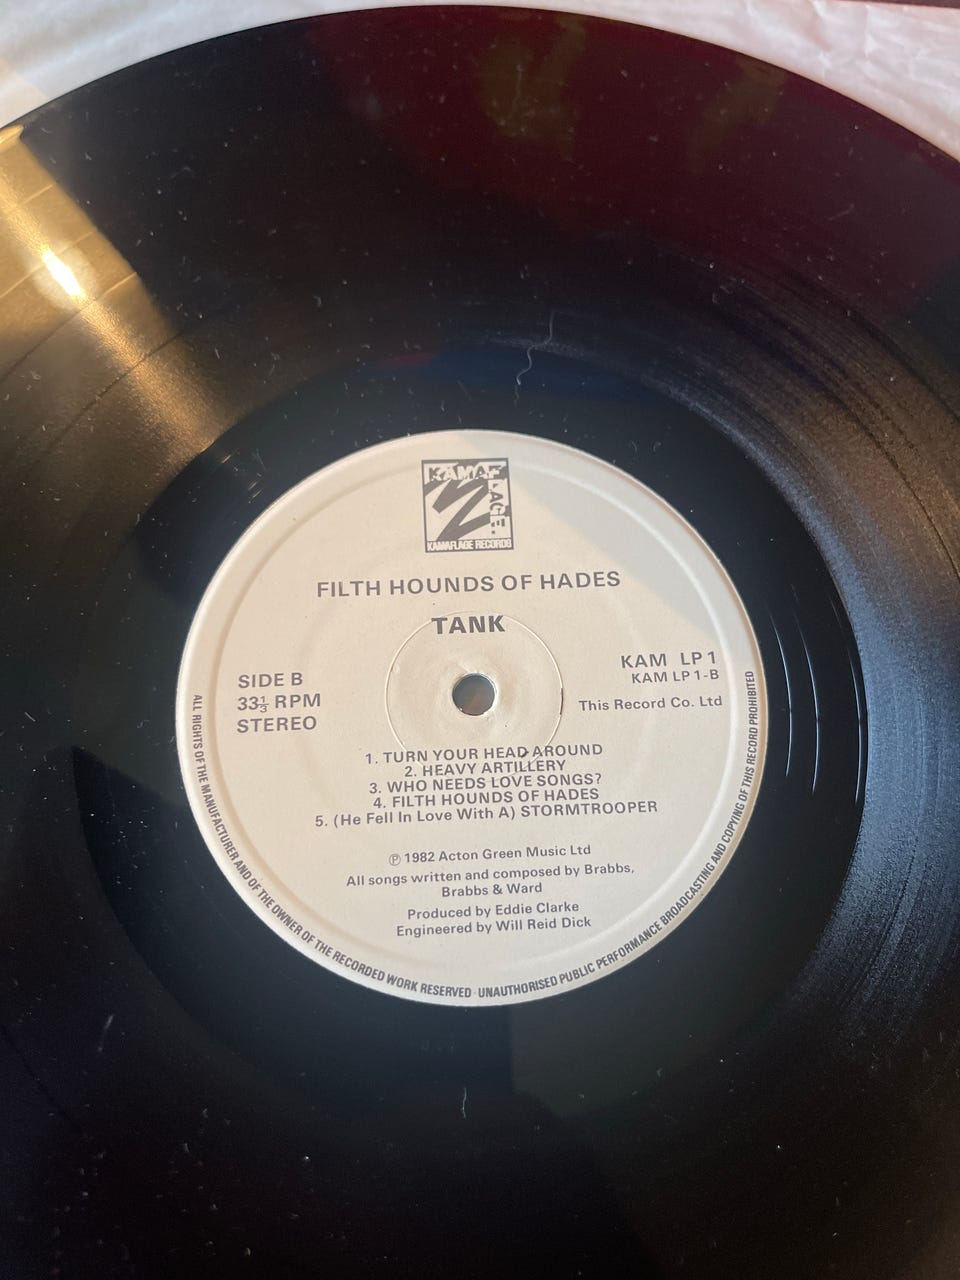 KAMAFLAGE.
KAMAFLAGE RECORDS
FILTH HOUNDS OF HADES
TANK
SIDE B
33⅓ RPM
STEREO
KAM LP 1
KAM LP 1-B
This Record Co. Ltd
1. TURN YOUR HEAD AROUND
2. HEAVY ARTILLERY
3. WHO NEEDS LOVE SONGS?
4. FILTH HOUNDS OF HADES
5. (He Fell In Love With A) STORMTROOPER
℗ 1982 Acton Green Music Ltd
All songs written and composed by Brabbs,
Brabbs & Ward
Produced by Eddie Clarke
Engineered by Will Reid Dick
ALL RIGHTS OF THE MANUFACTURER AND OF THE OWNER OF THE RECORDED WORK RESERVED · UNAUTHORISED PUBLIC PERFORMANCE BROADCASTING AND COPYING OF THIS RECORD PROHIBITED